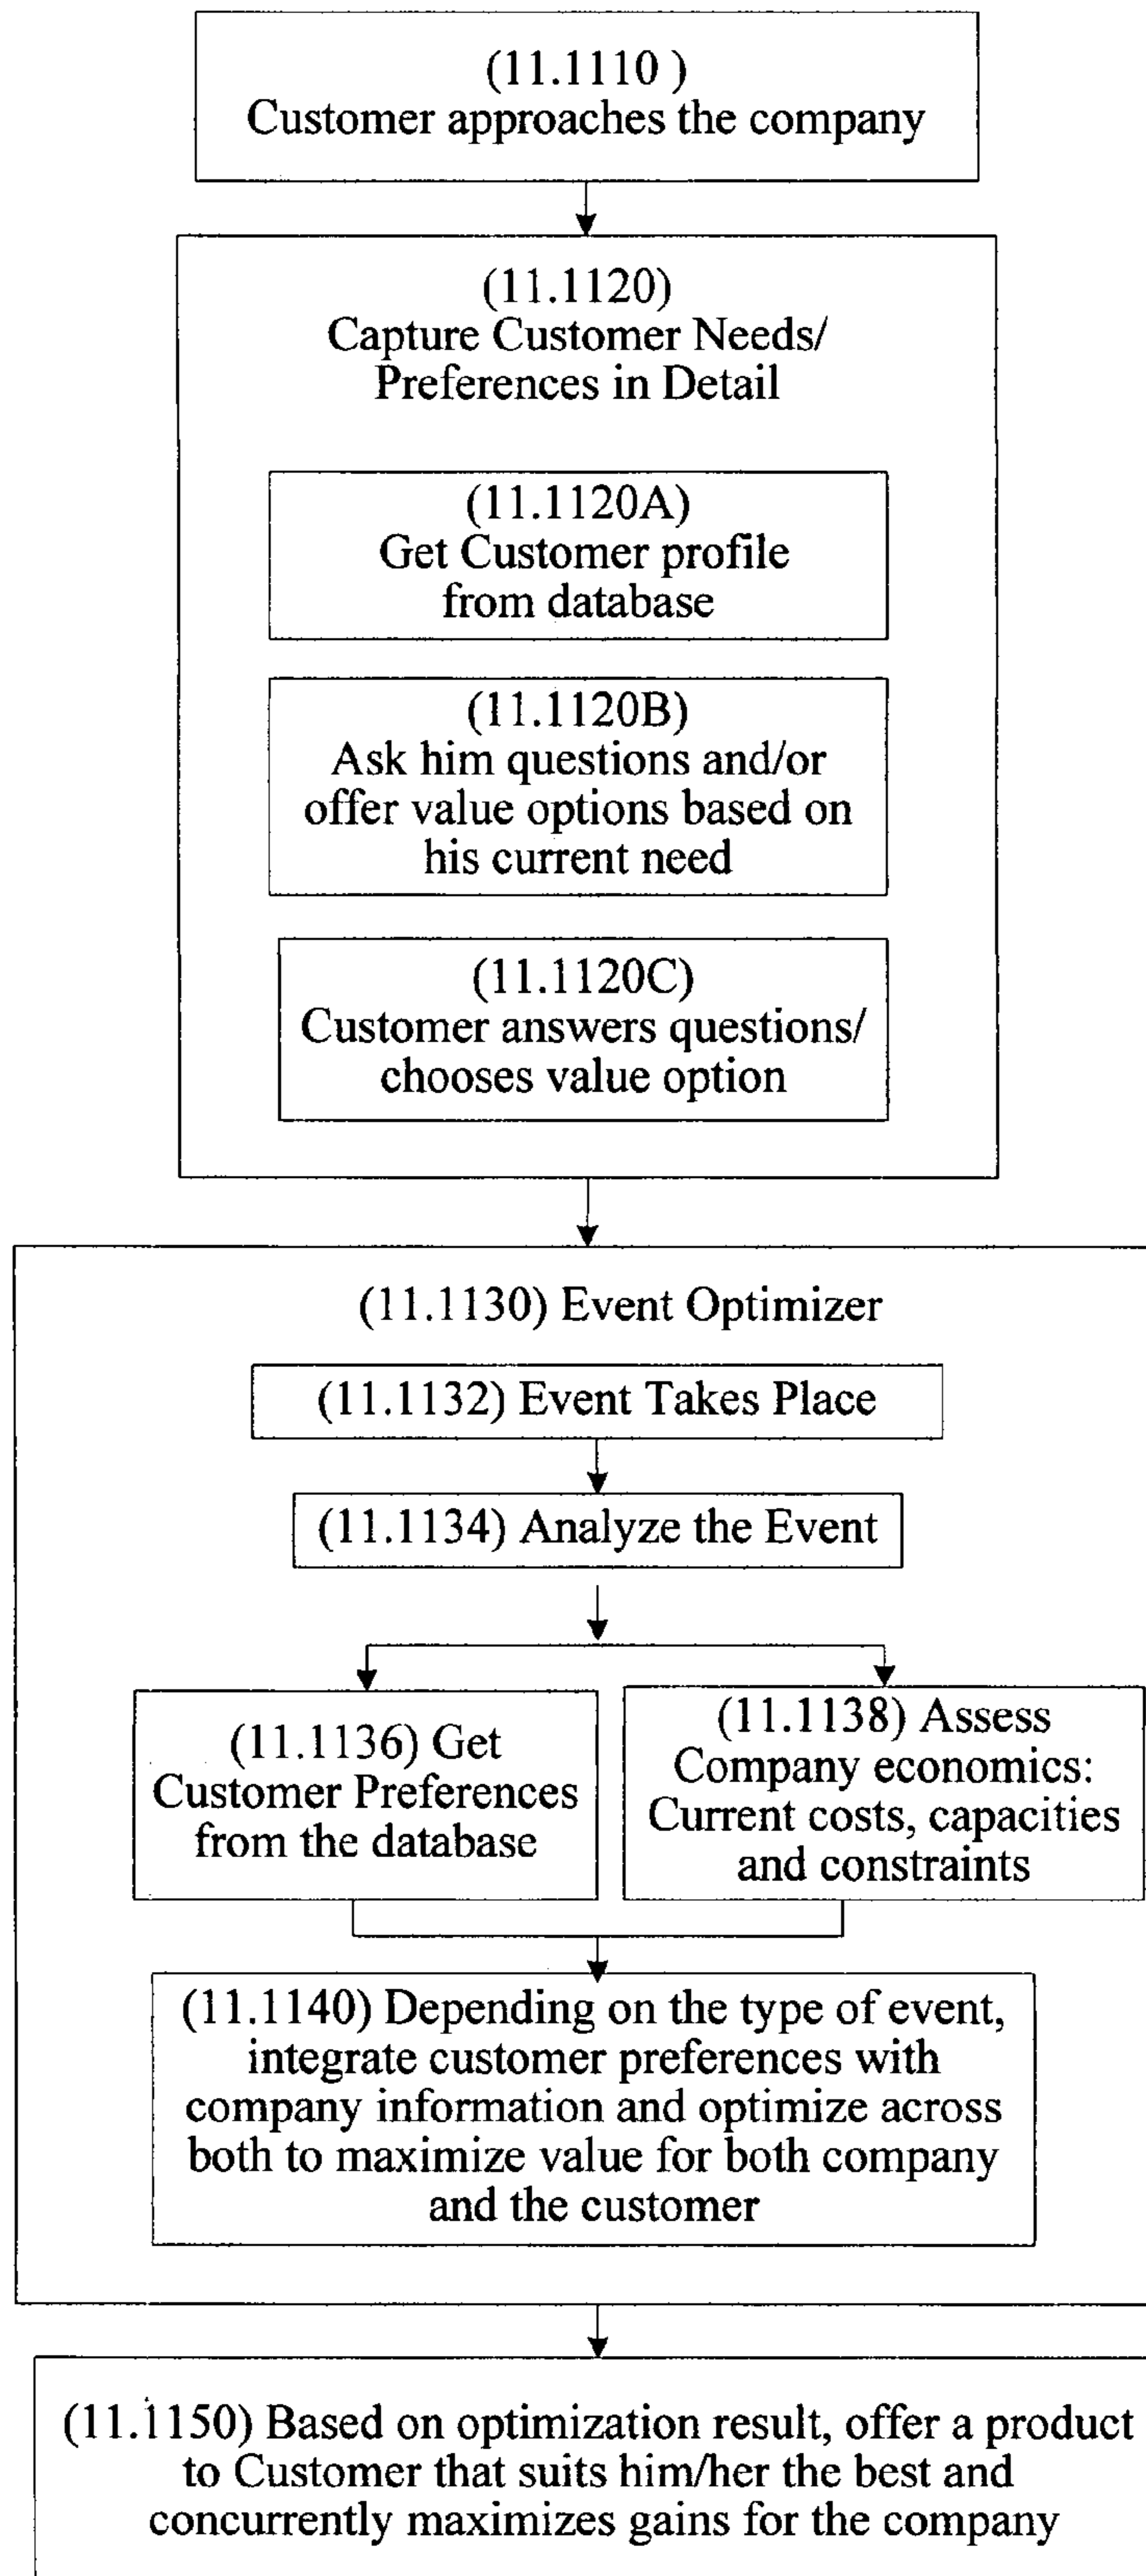 (11.1110 )
Customer approaches the company
(11.1120)
Capture Customer Needs/
Preferences in Detail
(11.1120A)
Get Customer profile
from database
(11.1120B)
Ask him questions and/or
offer value options based on
his current need
(11.1120C)
Customer answers questions/
chooses value option
(11.1130) Event Optimizer
(11.1132) Event Takes Place
(11.1134) Analyze the Event
(11.1136) Get
Customer Preferences
from the database
(11.1138) Assess
Company economics:
Current costs, capacities
and constraints
(11.1140) Depending on the type of event,
integrate customer preferences with
company information and optimize across
both to maximize value for both company
and the customer
(11.1150) Based on optimization result, offer a product
to Customer that suits him/her the best and
concurrently maximizes gains for the company